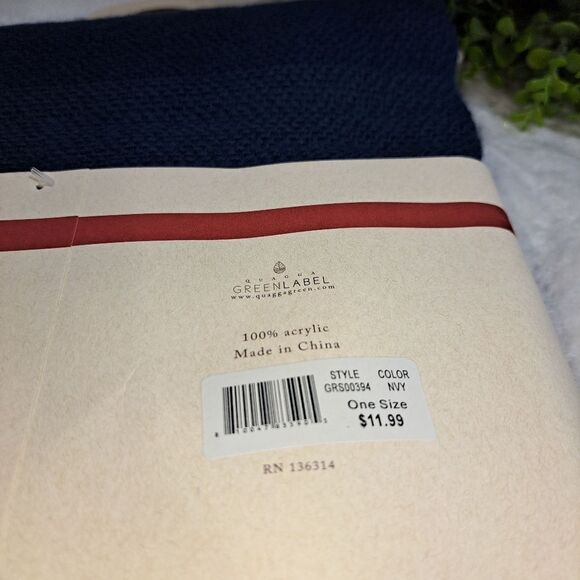 QUAGGA
GREENLABEL
www.quaggagreen.com
100% acrylic
Made in China
STYLE COLOR
GRS00394 NVY
One Size
$11.99
RN 136314